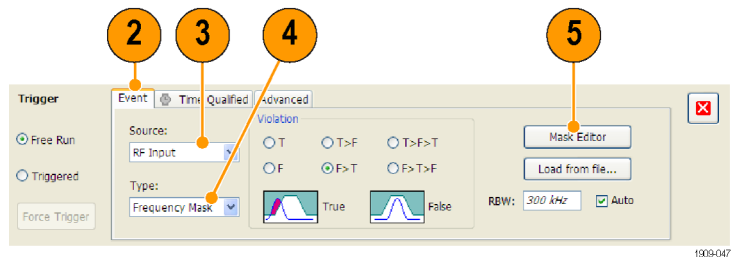 2 3 4 5
Trigger
Event Time Qualified Advanced
Free Run
Triggered
Force Trigger
Source:
RF Input
Type:
Frequency Mask
Violation
T T>F T>F>T
F F>T F>T>F
True False
Mask Editor
Load from file...
RBW: 300 kHz Auto
1909-047